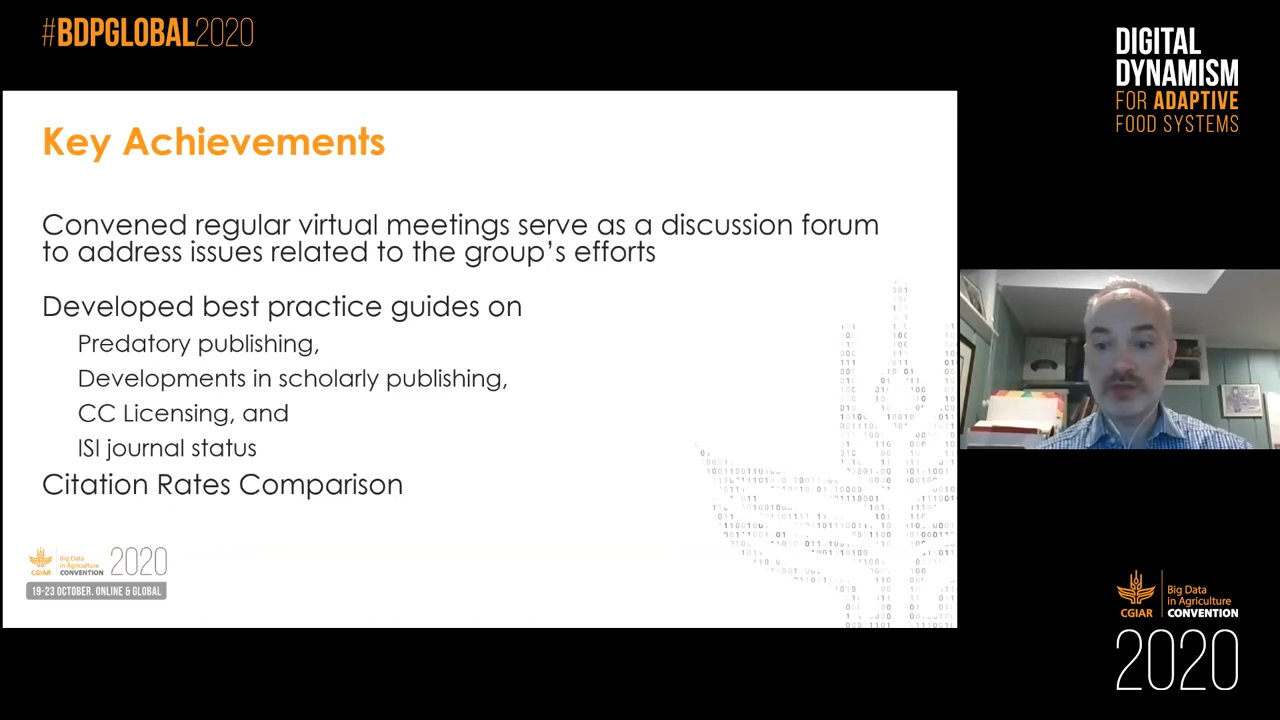 #BDPGLOBAL2020
DIGITAL
DYNAMISM
FOR ADAPTIVE
FOOD SYSTEMS
Key Achievements
Convened regular virtual meetings serve as a discussion forum
to address issues related to the group’s efforts
Developed best practice guides on
Predatory publishing,
Developments in scholarly publishing,
CC Licensing, and
ISI journal status
Citation Rates Comparison
CGIAR
Big Data
in Agriculture
CONVENTION
2020
19-23 OCTOBER. ONLINE & GLOBAL
CGIAR
Big Data
in Agriculture
CONVENTION
2020